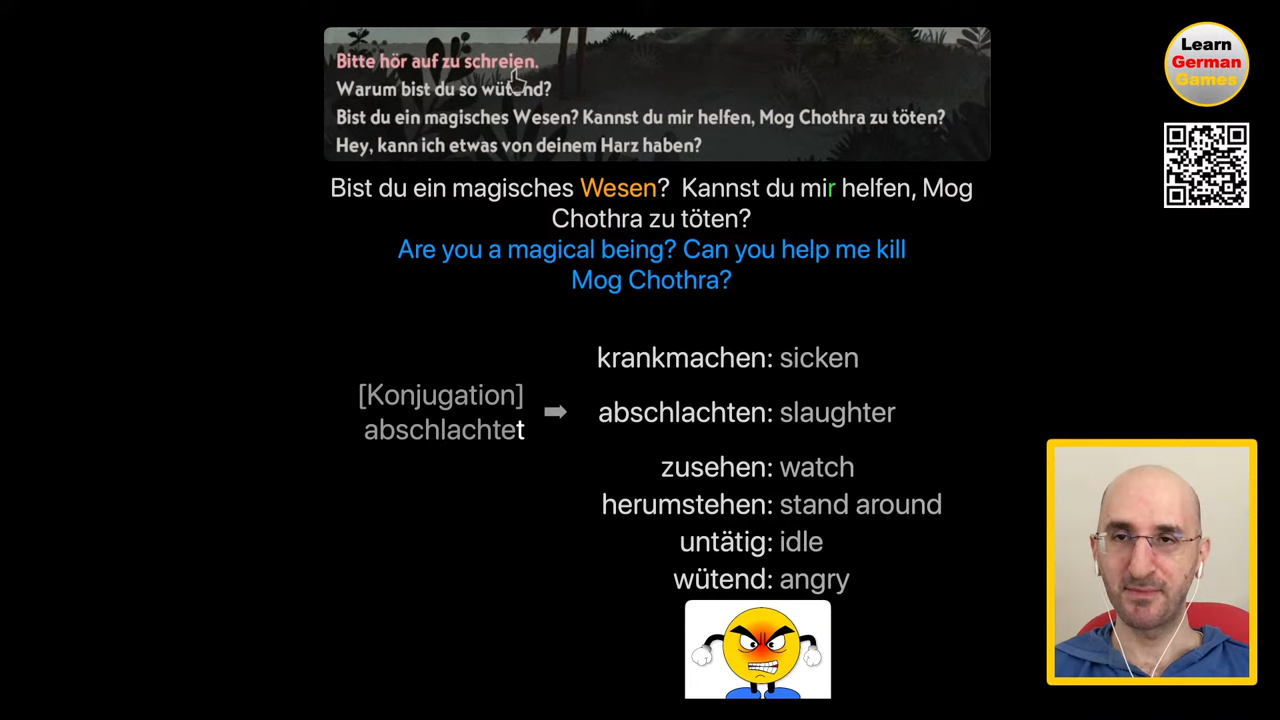 Bitte hör auf zu schreien.
Warum bist du so wütend?
Bist du ein magisches Wesen? Kannst du mir helfen, Mog Chothra zu töten?
Hey, kann ich etwas von deinem Harz haben?
Learn
German
Games
Bist du ein magisches Wesen? Kannst du mir helfen, Mog
Chothra zu töten?
Are you a magical being? Can you help me kill
Mog Chothra?
krankmachen: sicken
[Konjugation]
abschlachtet
➡
abschlachten: slaughter
zusehen: watch
herumstehen: stand around
untätig: idle
wütend: angry